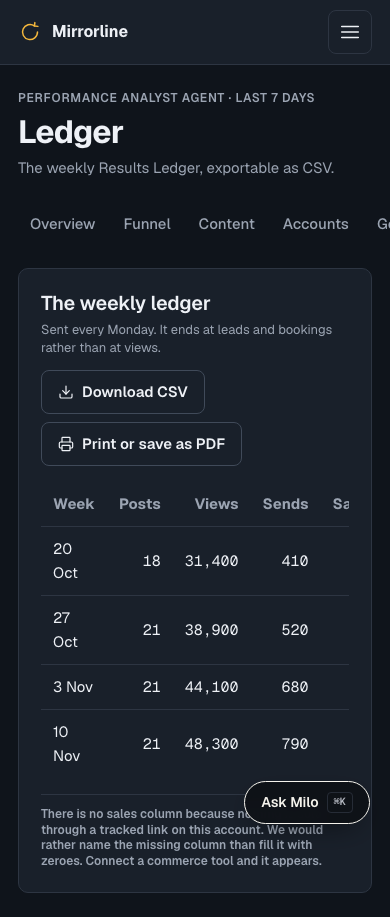 Mirrorline
PERFORMANCE ANALYST AGENT · LAST 7 DAYS
Ledger
The weekly Results Ledger, exportable as CSV.
Overview Funnel Content Accounts
The weekly ledger
Sent every Monday. It ends at leads and bookings
rather than at views.
Download CSV
Print or save as PDF
Week Posts Views Sends
20
Oct 18 31,400 410
27
Oct 21 38,900 520
3 Nov 21 44,100 680
10
Nov 21 48,300 790
Ask Milo ⌘K
There is no sales column because
through a tracked link on this account. We would
rather name the missing column than fill it with
zeroes. Connect a commerce tool and it appears.